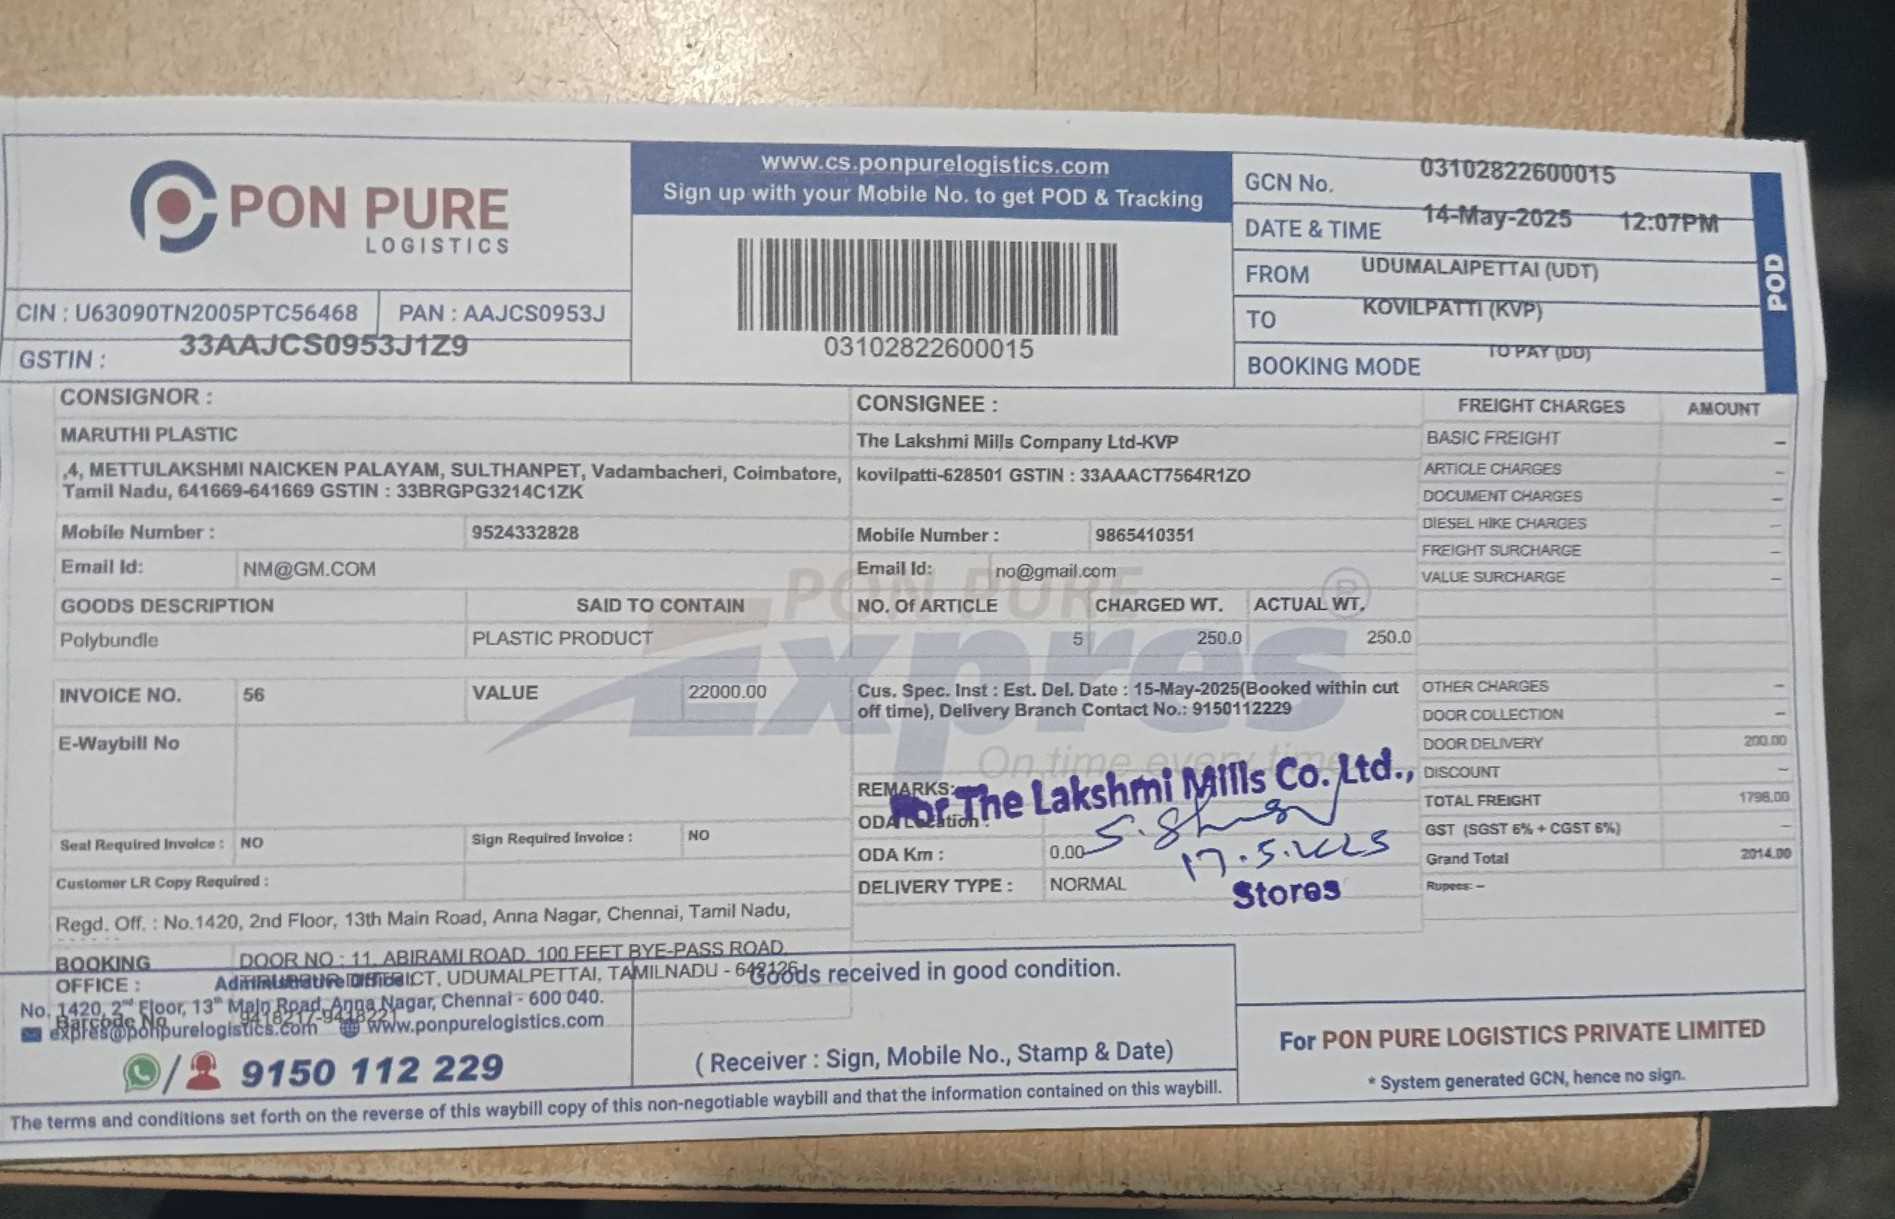 PON PURE
LOGISTICS
www.cs.ponpurelogistics.com
Sign up with your Mobile No. to get POD & Tracking
03102822600015
GCN No. 03102822600015
DATE & TIME 14-May-2025 12:07PM
FROM UDUMALAIPETTAI (UDT)
TO KOVILPATTI (KVP)
BOOKING MODE TO PAY (DD)
POD
CIN : U63090TN2005PTC56468 PAN : AAJCS0953J
GSTIN : 33AAJCS0953J1Z9
CONSIGNOR :
MARUTHI PLASTIC
,4, METTULAKSHMI NAICKEN PALAYAM, SULTHANPET, Vadambacheri, Coimbatore,
Tamil Nadu, 641669-641669 GSTIN : 33BRGPG3214C1ZK
Mobile Number : 9524332828
Email Id: NM@GM.COM
CONSIGNEE :
The Lakshmi Mills Company Ltd-KVP
kovilpatti-628501 GSTIN : 33AAACT7564R1ZO
Mobile Number : 9865410351
Email Id: no@gmail.com
GOODS DESCRIPTION SAID TO CONTAIN NO. Of ARTICLE CHARGED WT. ACTUAL WT.
Polybundle PLASTIC PRODUCT 5 250.0 250.0
PON PURE
Expres ®
On time every time
INVOICE NO. 56 VALUE 22000.00
E-Waybill No
Cus. Spec. Inst : Est. Del. Date : 15-May-2025(Booked within cut
off time), Delivery Branch Contact No.: 9150112229
REMARKS:
ODA Location :
ODA Km : 0.00
DELIVERY TYPE : NORMAL
For The Lakshmi Mills Co. Ltd.,
17.5.2025
Stores
Seal Required Invoice : NO Sign Required Invoice : NO
Customer LR Copy Required :
Regd. Off. : No.1420, 2nd Floor, 13th Main Road, Anna Nagar, Chennai, Tamil Nadu,
BOOKING OFFICE : DOOR NO : 11, ABIRAMI ROAD, 100 FEET BYE-PASS ROAD,
DISTRICT, UDUMALPETTAI, TAMILNADU - 642126
Barcode No 9418217-9418221
FREIGHT CHARGES AMOUNT
BASIC FREIGHT –
ARTICLE CHARGES –
DOCUMENT CHARGES –
DIESEL HIKE CHARGES –
FREIGHT SURCHARGE –
VALUE SURCHARGE –
OTHER CHARGES –
DOOR COLLECTION –
DOOR DELIVERY 200.00
DISCOUNT –
TOTAL FREIGHT 1798.00
GST (SGST 6% + CGST 6%) –
Grand Total 2014.00
Rupees: –
Administrative Office
No. 1420, 2nd Floor, 13th Main Road, Anna Nagar, Chennai - 600 040.
expres@ponpurelogistics.com www.ponpurelogistics.com
9150 112 229
Goods received in good condition.
( Receiver : Sign, Mobile No., Stamp & Date)
For PON PURE LOGISTICS PRIVATE LIMITED
* System generated GCN, hence no sign.
The terms and conditions set forth on the reverse of this waybill copy of this non-negotiable waybill and that the information contained on this waybill.